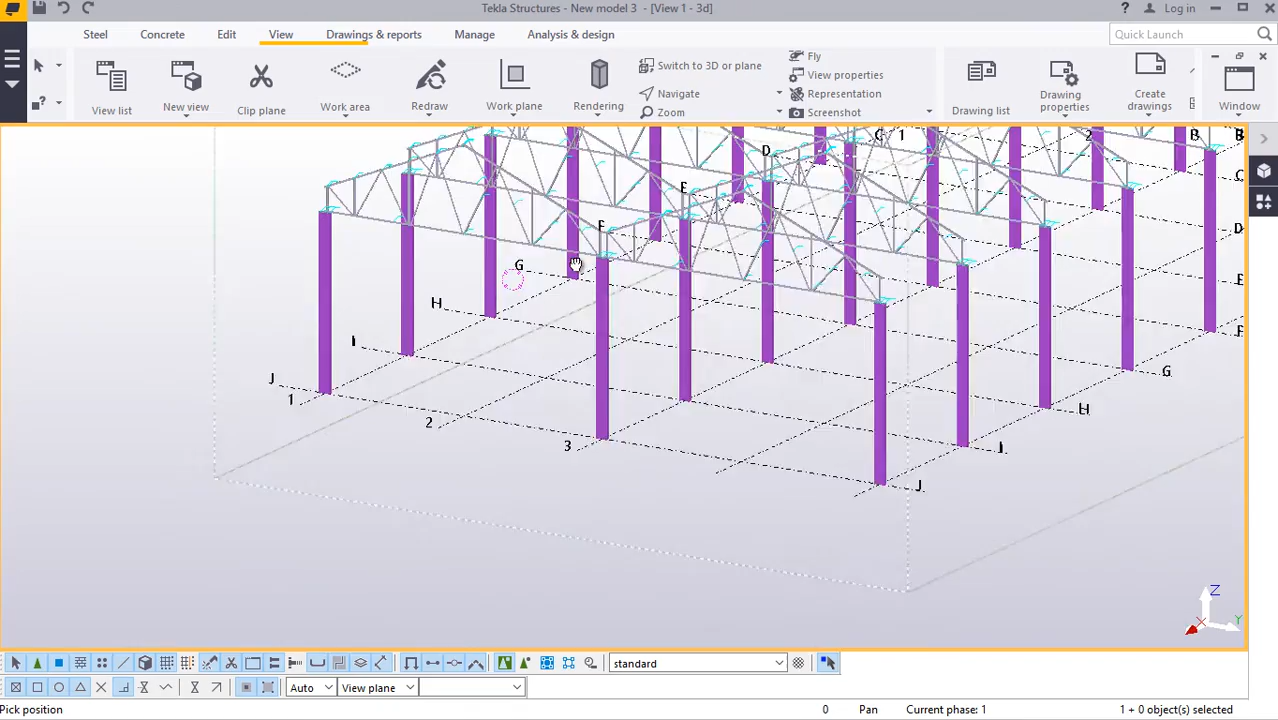 Tekla Structures - New model 3 - [View 1 - 3d]
? Log in
Steel Concrete Edit View Drawings & reports Manage Analysis & design
Quick Launch
View list
New view
Clip plane
Work area
Redraw
Work plane
Rendering
Switch to 3D or plane
Navigate
Zoom
Fly
View properties
Representation
Screenshot
Drawing list
Drawing properties
Create drawings
Window
C 1 2
D
E
F
G
H
I
J
1
2
3
C
D
E
F
G
H
I
J
Z
Y
X
standard
Auto
View plane
Pick position
0
Pan
Current phase: 1
1 + 0 object(s) selected